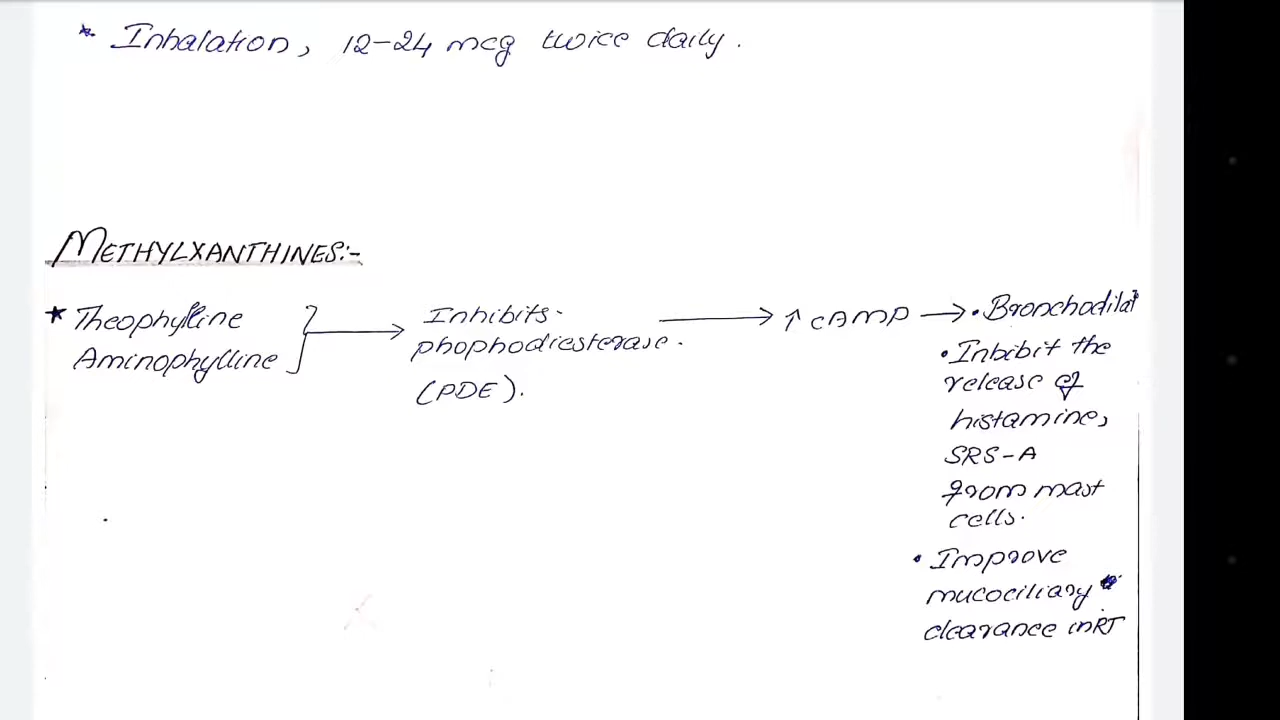 * Inhalation, 12-24 mcg twice daily.
METHYLXANTHINES:-
* Theophylline
Aminophylline
Inhibits-
phophodiesterase.
(PDE).
↑ cAMP
• Bronchodilat
• Inhibit the
release of
histamine,
SRS-A
from mast
cells.
• Improve
mucociliary
clearance in RT